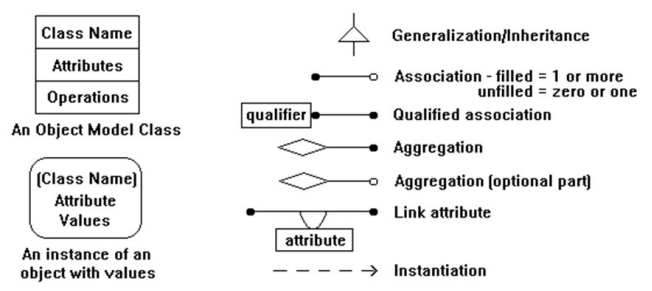 Class Name
Attributes
Operations
An Object Model Class
(Class Name)
Attribute
Values
An instance of an
object with values
Generalization/Inheritance
Association - filled = 1 or more
unfilled = zero or one
qualifier
Qualified association
Aggregation
Aggregation (optional part)
Link attribute
attribute
Instantiation